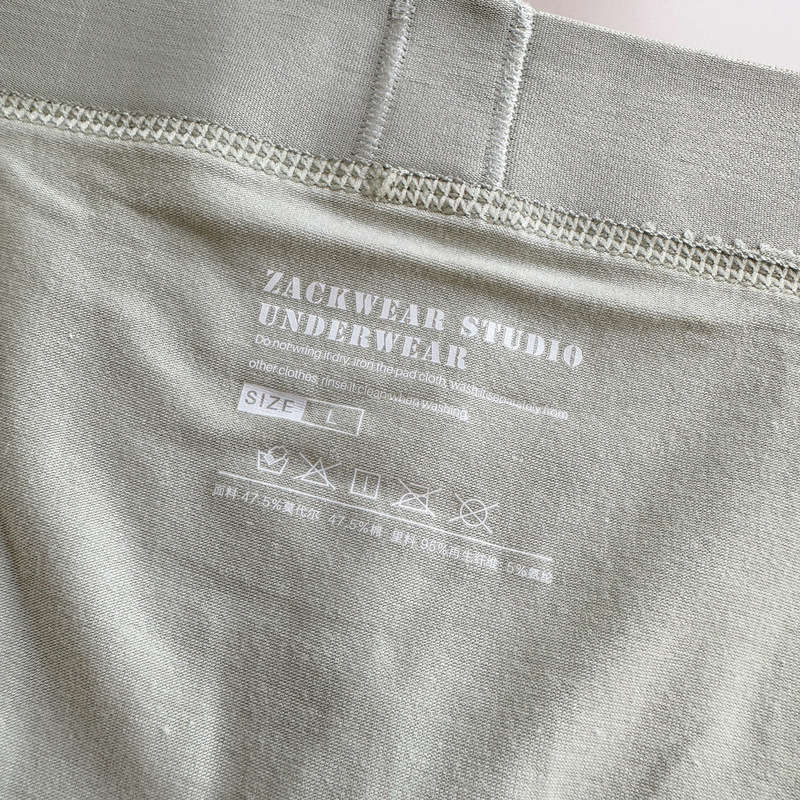 ZACKWEAR STUDIO
UNDERWEAR
Do not wring it dry. Iron the pad cloth, wash it separately from
other clothes, rinse it clean when washing.
SIZE L
面料 47.5%莫代尔 47.5%棉 里料 95%再生纤维 5%氨纶